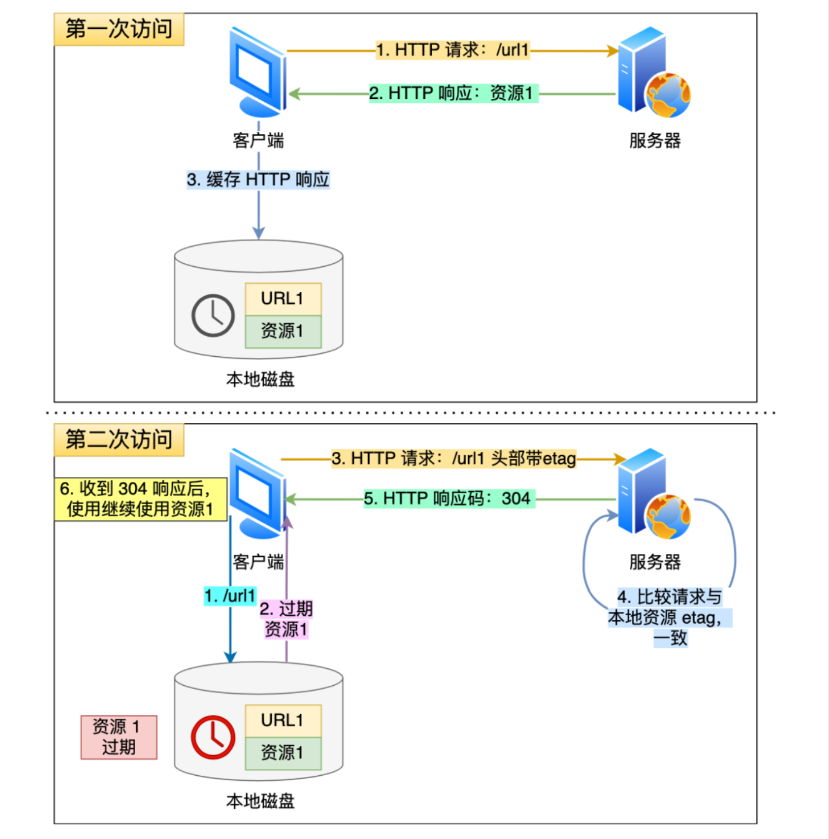 第一次访问
1. HTTP 请求：/url1
2. HTTP 响应：资源1
客户端
服务器
3. 缓存 HTTP 响应
URL1
资源1
本地磁盘
第二次访问
3. HTTP 请求：/url1 头部带etag
6. 收到 304 响应后，
使用继续使用资源1
5. HTTP 响应码：304
客户端
服务器
1. /url1
2. 过期
资源1
4. 比较请求与
本地资源 etag，
一致
资源 1
过期
URL1
资源1
本地磁盘